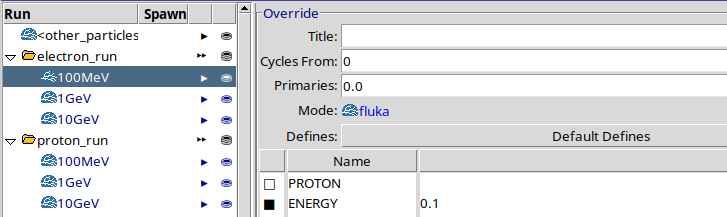 Run Spawn
<other_particles
electron_run
100MeV
1GeV
10GeV
proton_run
100MeV
1GeV
10GeV
Override
Title:
Cycles From: 0
Primaries: 0.0
Mode: fluka
Defines: Default Defines
Name
PROTON
ENERGY 0.1